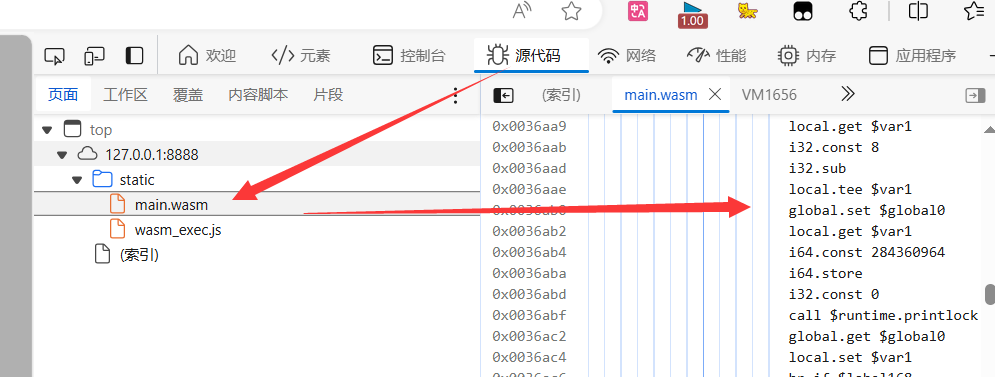 中
CA
1.00
欢迎
</> 元素
控制台
源代码
网络
性能
内存
应用程序
页面
工作区
覆盖
内容脚本
片段
(索引)
main.wasm
VM1656
top
127.0.0.1:8888
static
main.wasm
wasm_exec.js
(索引)
0x0036aa9 local.get $var1
0x0036aab i32.const 8
0x0036aad i32.sub
0x0036aae local.tee $var1
0x0036ab0 global.set $global0
0x0036ab2 local.get $var1
0x0036ab4 i64.const 284360964
0x0036aba i64.store
0x0036abd i32.const 0
0x0036abf call $runtime.printlock
0x0036ac2 global.get $global0
0x0036ac4 local.set $var1